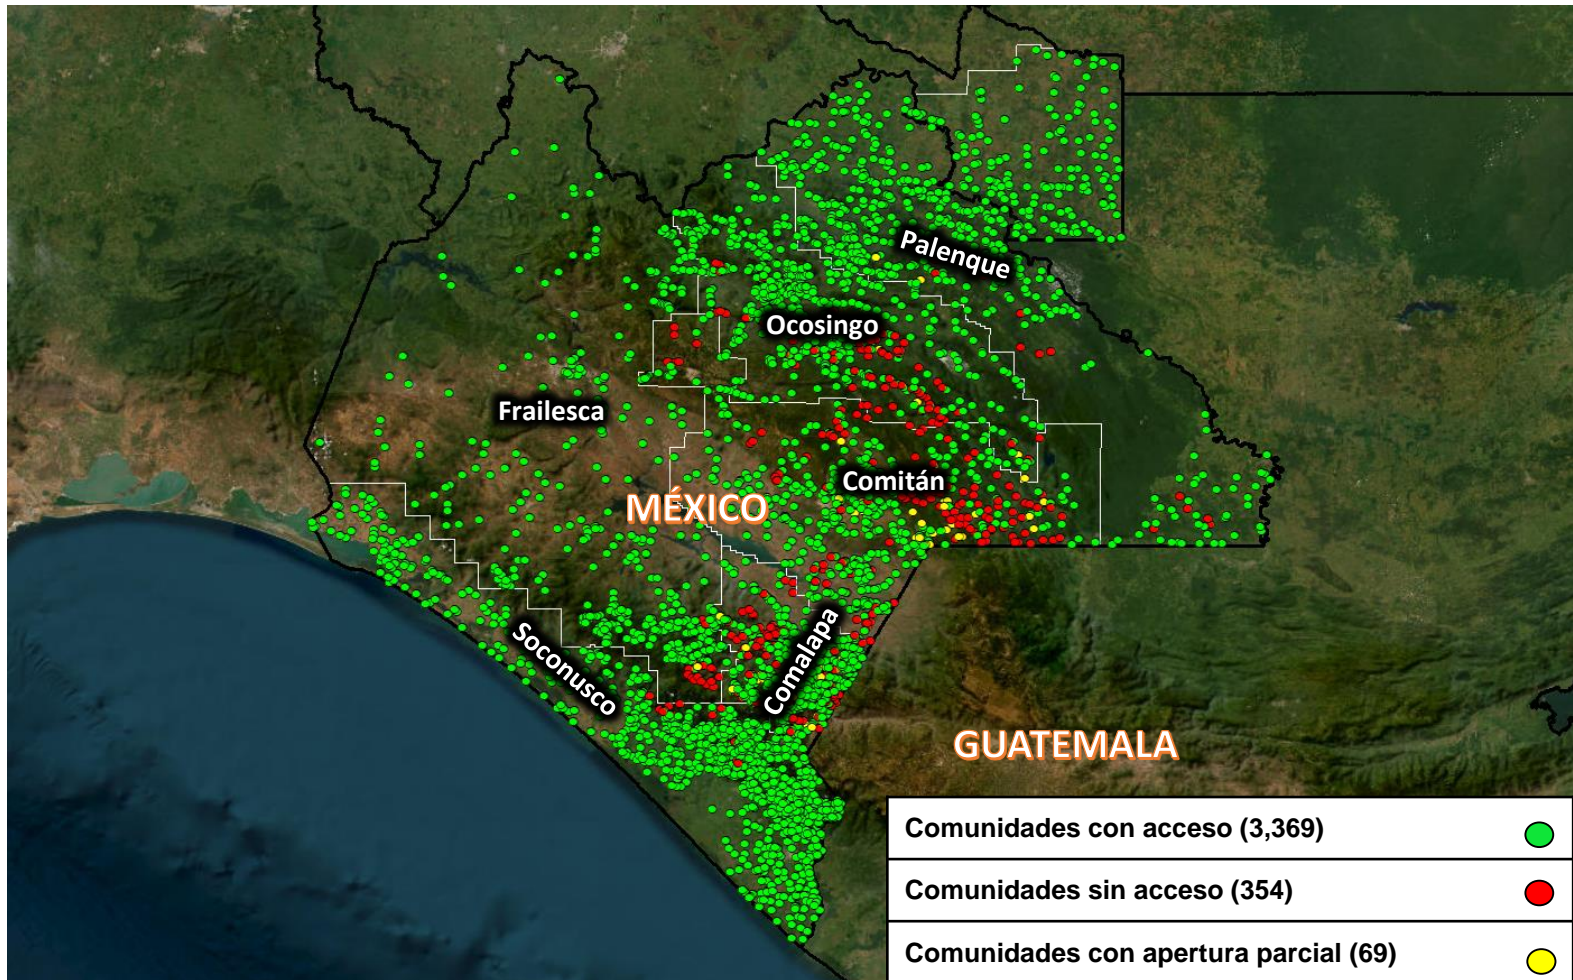 Palenque
Ocosingo
Frailesca
Comitán
MÉXICO
Soconusco
Comalapa
GUATEMALA
Comunidades con acceso (3,369)
Comunidades sin acceso (354)
Comunidades con apertura parcial (69)